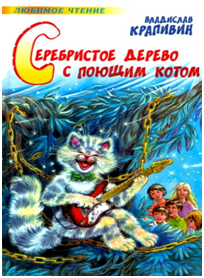 ЛЮБИМОЕ ЧТЕНИЕ
ВЛАДИСЛАВ
КРАПИВИН
СЕРЕБРИСТОЕ ДЕРЕВО
С ПОЮЩИМ КОТОМ